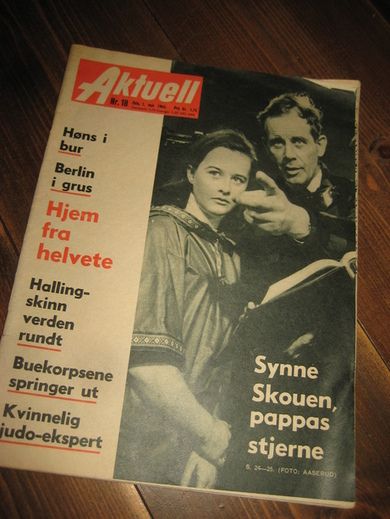 Aktuell
Nr. 18
Høns i
bur
Berlin
i grus
Hjem
fra
helvete
Halling-
skinn
verden
rundt
Buekorpsene
springer ut
Kvinnelig
judo-ekspert
Synne
Skouen,
pappas
stjerne
S. 24—25. (FOTO: AASERUD)